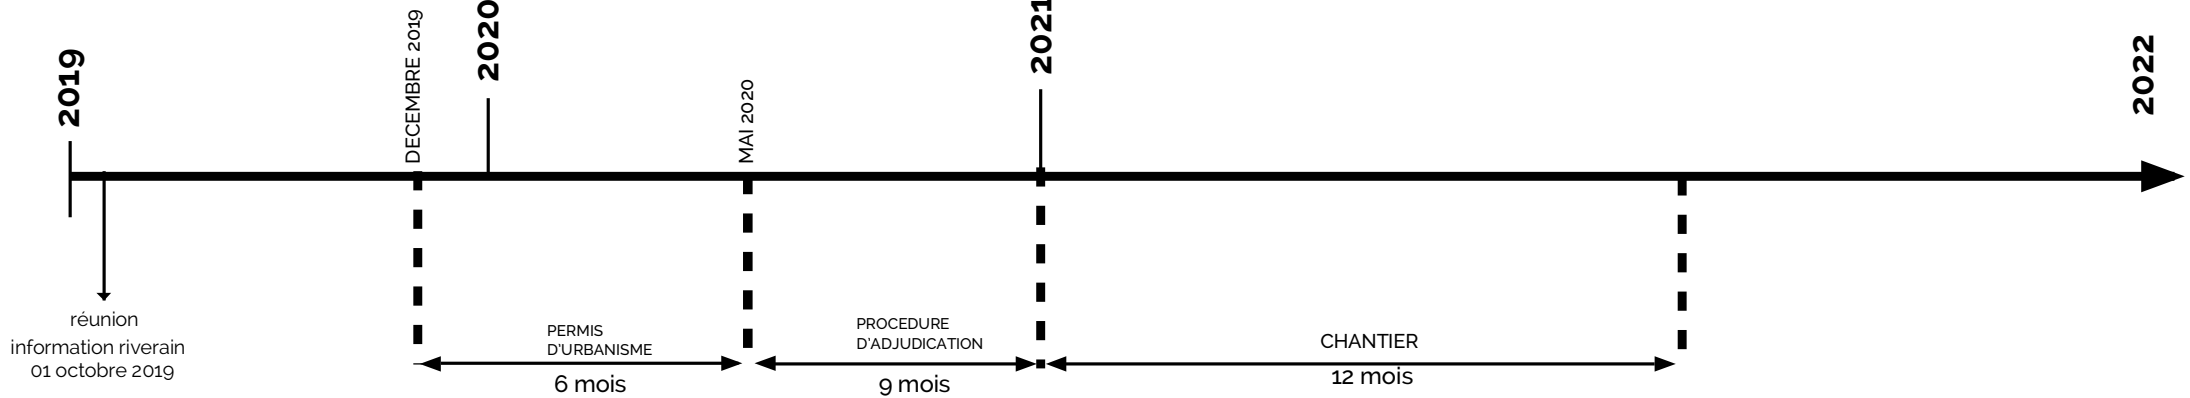 2019
DECEMBRE 2019
2020
MAI 2020
2021
2022
réunion
information riverain
01 octobre 2019
PERMIS
D'URBANISME
6 mois
PROCEDURE
D'ADJUDICATION
9 mois
CHANTIER
12 mois